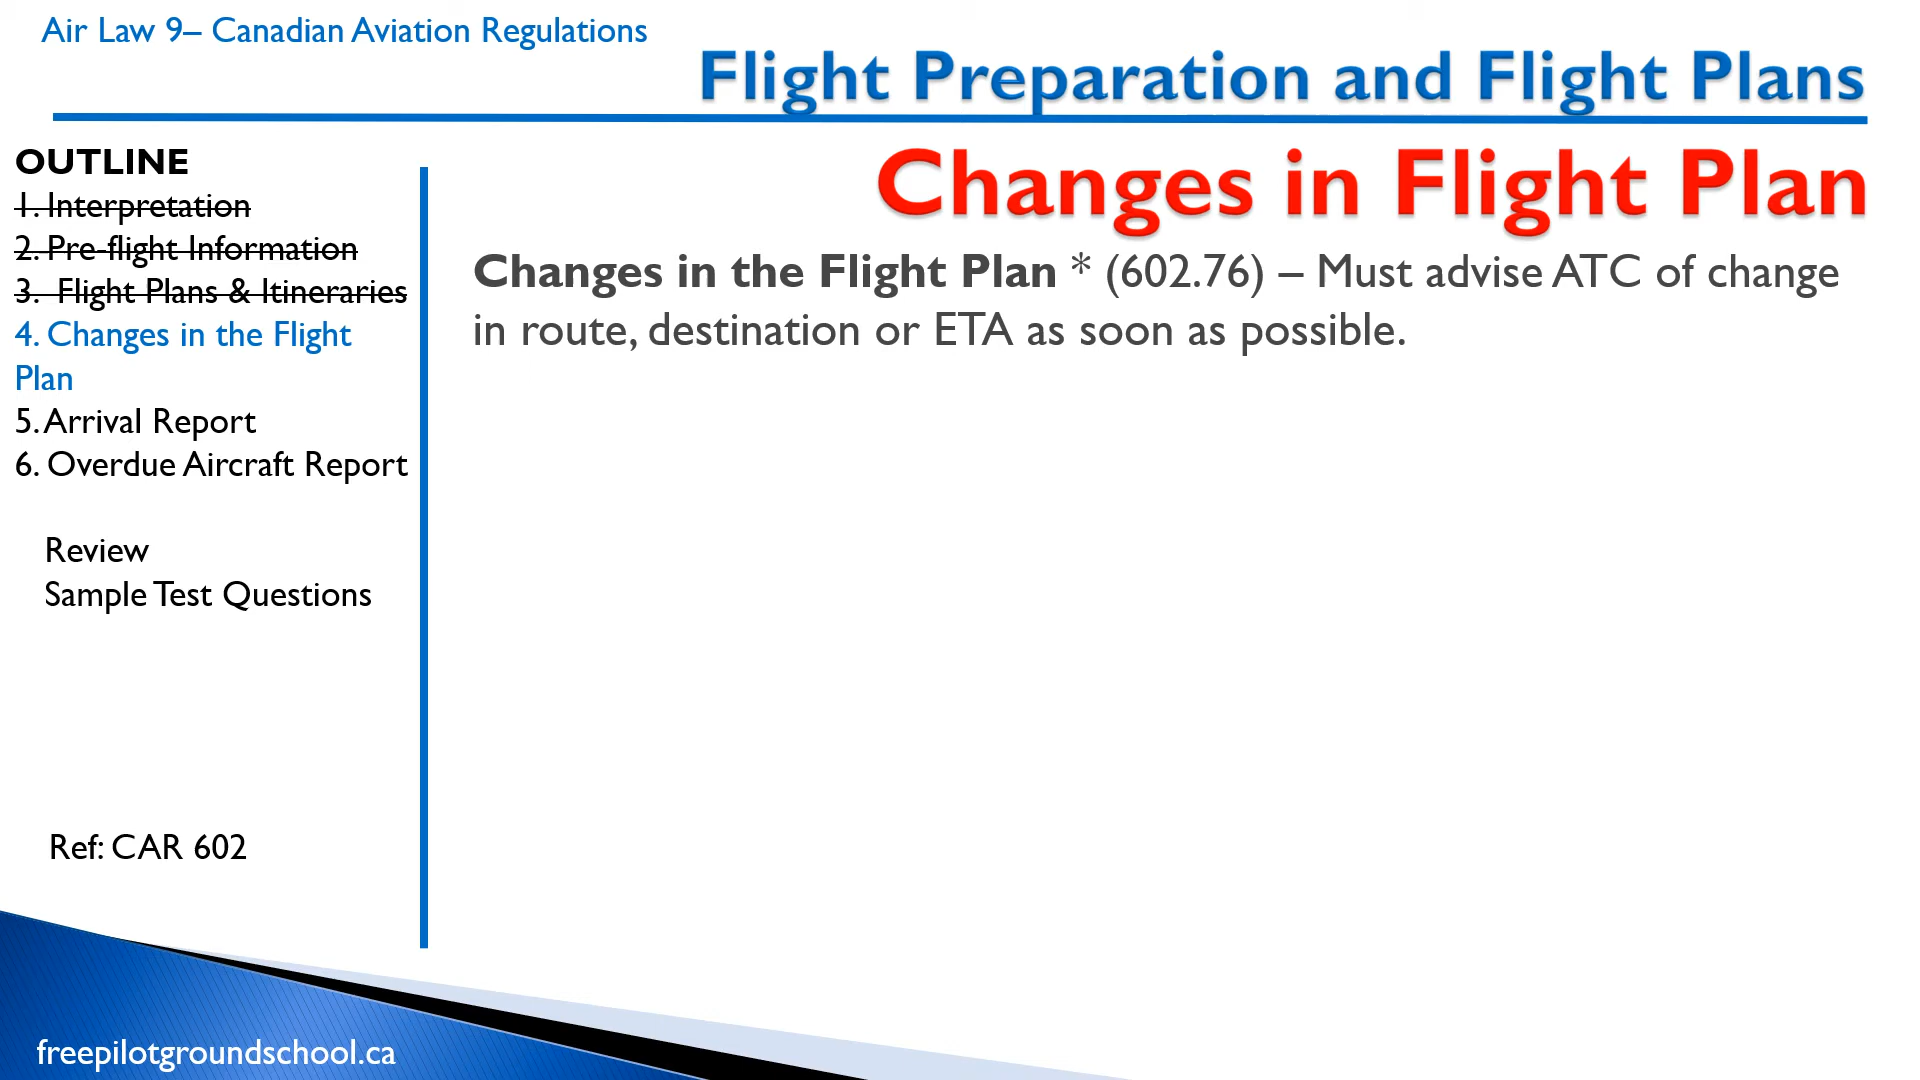 Air Law 9– Canadian Aviation Regulations
Flight Preparation and Flight Plans
OUTLINE
1. Interpretation
2. Pre-flight Information
3.  Flight Plans & Itineraries
4. Changes in the Flight
Plan
5. Arrival Report
6. Overdue Aircraft Report
Review
Sample Test Questions
Ref: CAR 602
Changes in Flight Plan
Changes in the Flight Plan * (602.76) – Must advise ATC of change
in route, destination or ETA as soon as possible.
freepilotgroundschool.ca